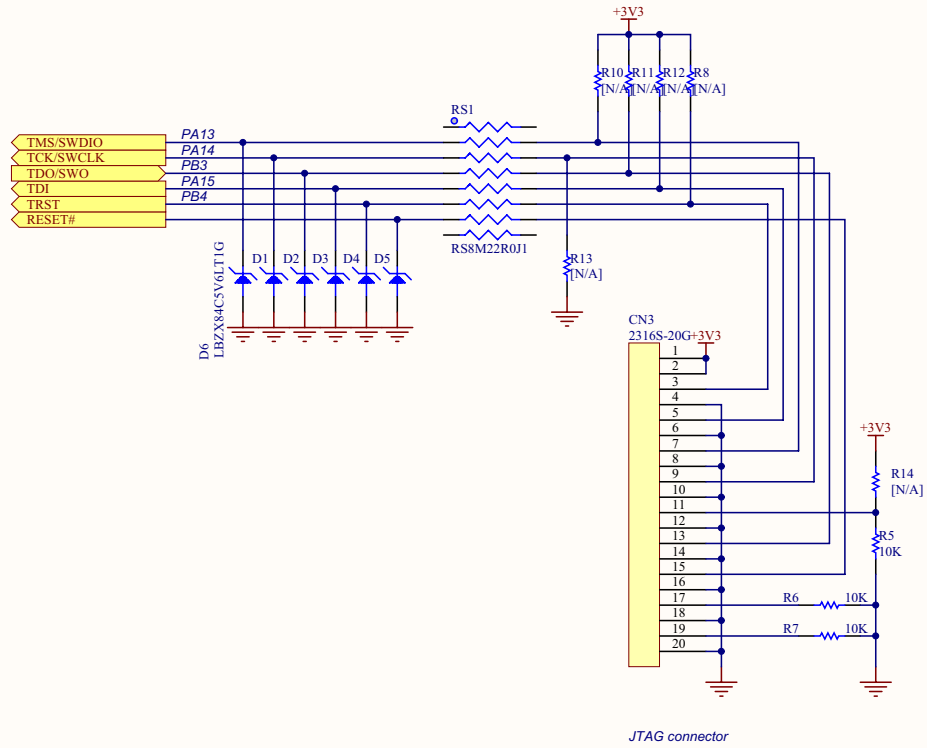 +3V3
R10 R11 R12 R8
[N/A] [N/A] [N/A] [N/A]
RS1
TMS/SWDIO PA13
TCK/SWCLK PA14
TDO/SWO PB3
TDI PA15
TRST PB4
RESET#
RS8M22R0J1
D1 D2 D3 D4 D5
D6
LBZX84C5V6LT1G
R13
[N/A]
CN3
2316S-20G +3V3
1
2
3
4
5
6
7
8
9
10
11
12
13
14
15
16
17
18
19
20
+3V3
R14
[N/A]
R5
10K
R6 10K
R7 10K
JTAG connector